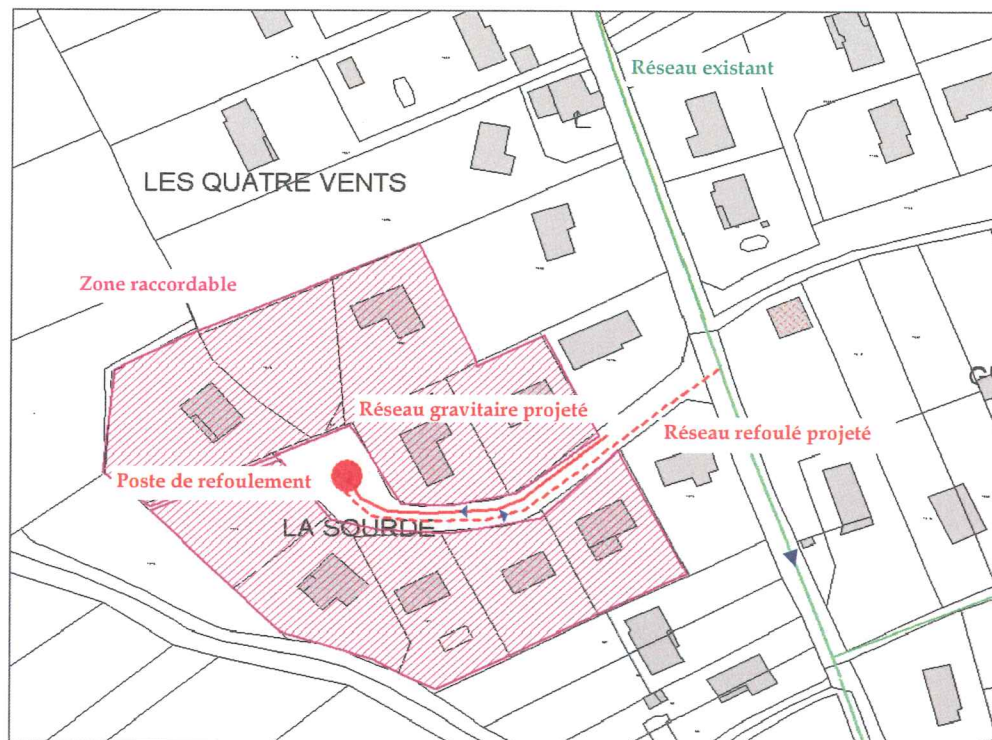 Réseau existant
LES QUATRE VENTS
Zone raccordable
Réseau gravitaire projeté
Réseau refoulé projeté
Poste de refoulement
LA SOURDE